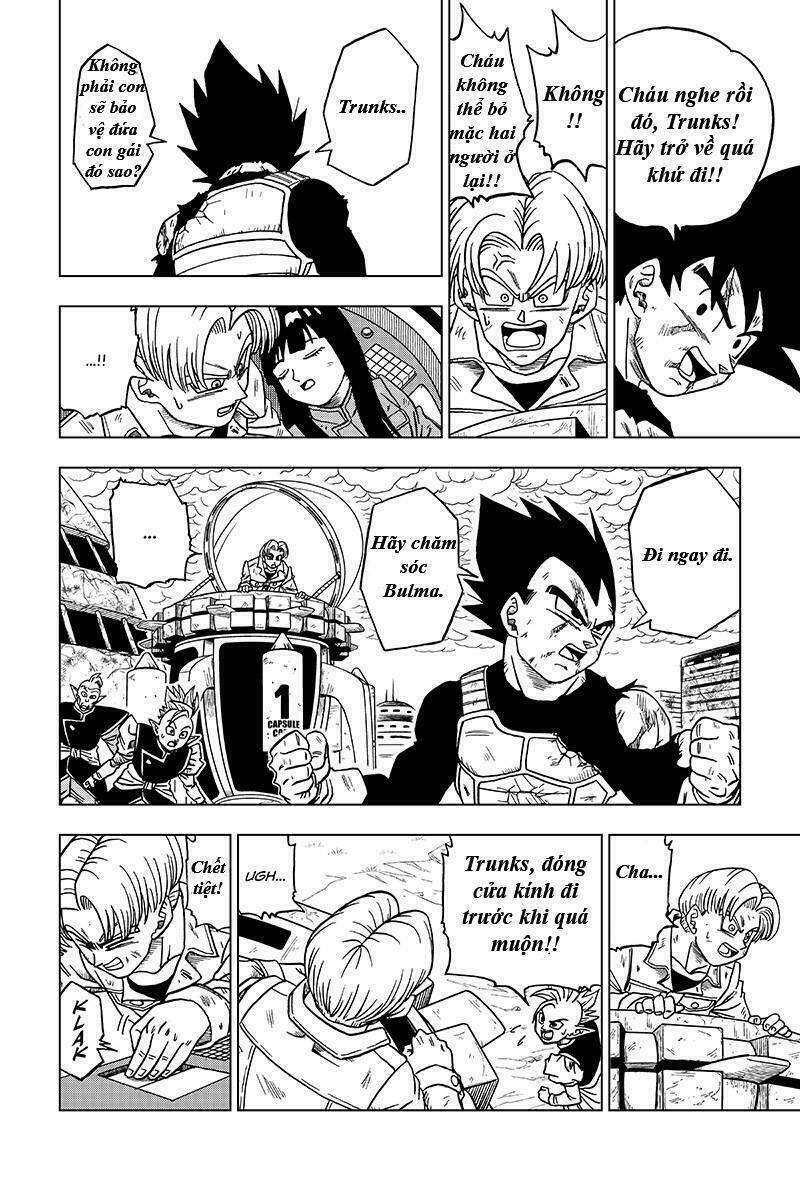 Cháu nghe rồi
đó, Trunks!
Hãy trở về quá
khứ đi!!
Không
!!
Cháu
không
thể bỏ
mặc hai
người ở
lại!!
Trunks..
Không
phải con
sẽ bảo
vệ đứa
con gái
đó sao?
...!!
Đi ngay đi.
Hãy chăm
sóc
Bulma.
...
1
CAPSULE
Cha...
Trunks, đóng
cửa kính đi
trước khi quá
muộn!!
UGH...
Chết
tiệt!
KLAK